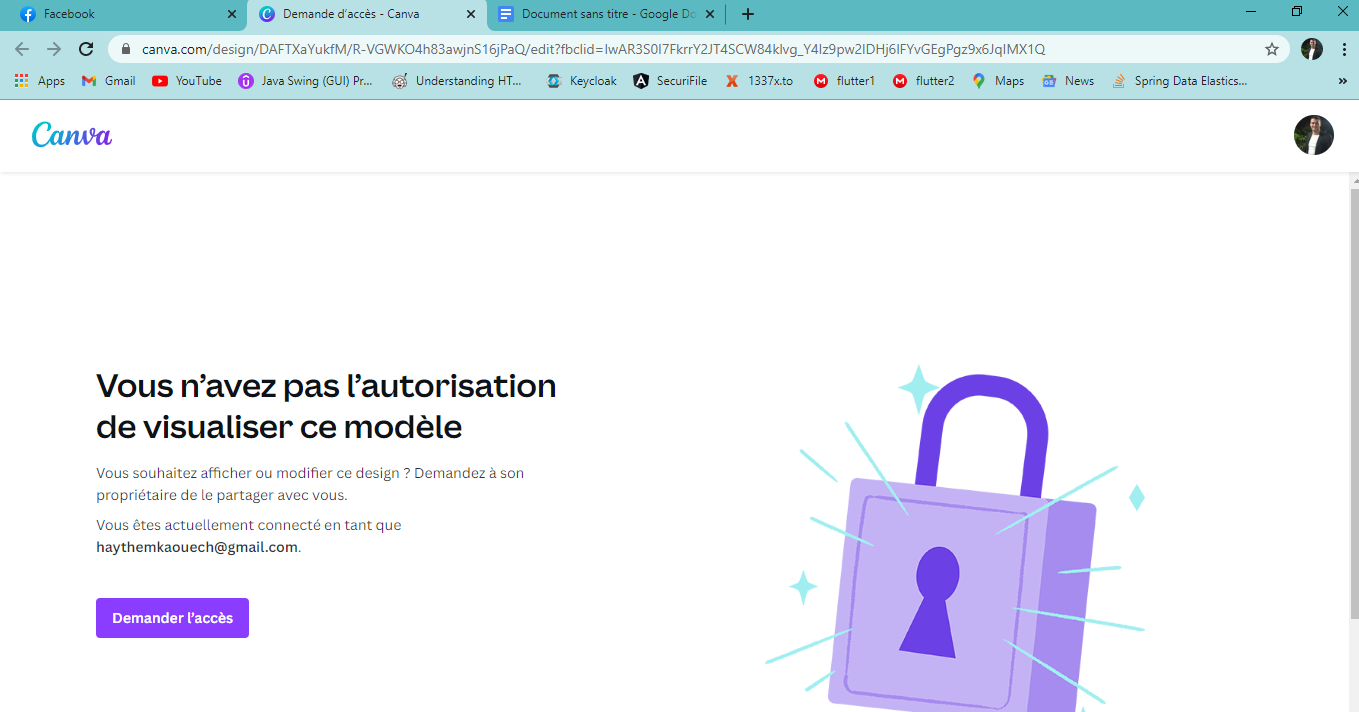 Facebook
Demande d'accès - Canva
Document sans titre - Google Do
canva.com/design/DAFTXaYukfM/R-VGWKO4h83awjnS16jPaQ/edit?fbclid=IwAR3S0I7FkrrY2JT4SCW84kIvg_Y4Iz9pw2IDHj6lFYvGEgPgz9x6JqIMX1Q
Apps
Gmail
YouTube
Java Swing (GUI) Pr...
Understanding HT...
Keycloak
SecuriFile
1337x.to
flutter1
flutter2
Maps
News
Spring Data Elastics...
»
Canva
Vous n'avez pas l'autorisation
de visualiser ce modèle
Vous souhaitez afficher ou modifier ce design ? Demandez à son
propriétaire de le partager avec vous.
Vous êtes actuellement connecté en tant que
haythemkaouech@gmail.com.
Demander l'accès